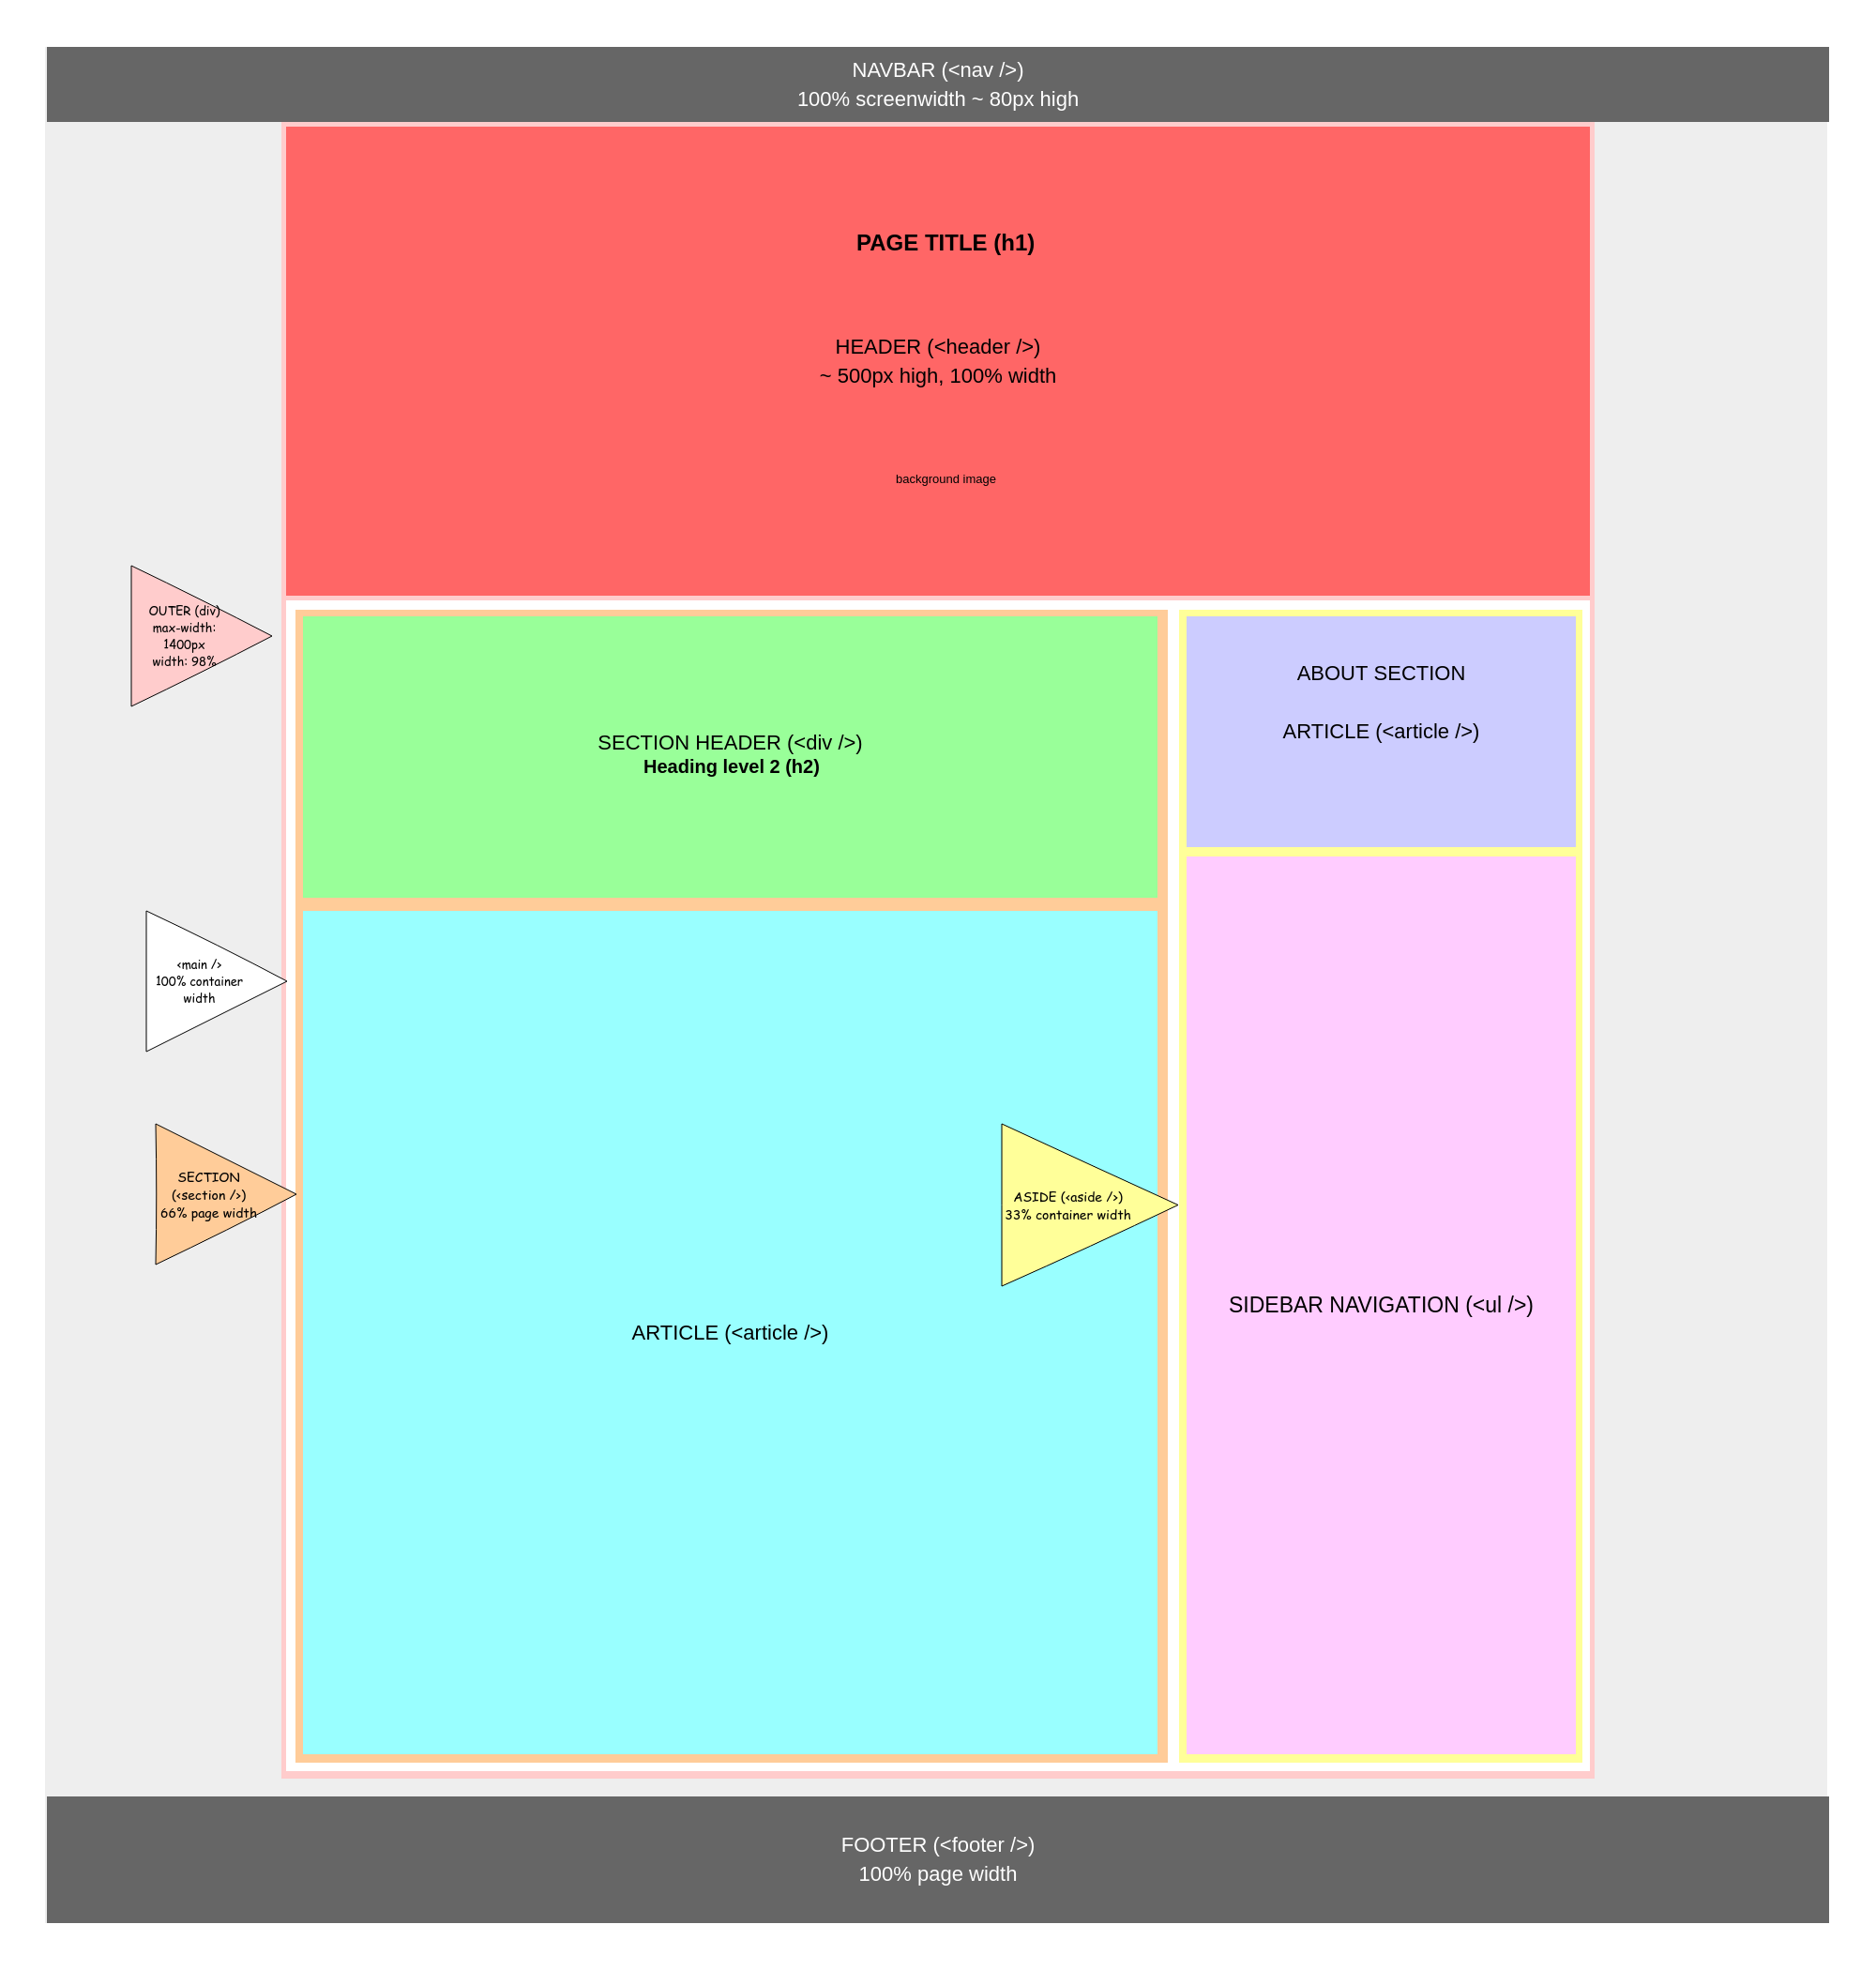 NAVBAR (<nav />)
100% screenwidth ~ 80px high
PAGE TITLE (h1)
HEADER (<header />)
~ 500px high, 100% width
background image
OUTER (div)
max-width:
1400px
width: 98%
SECTION HEADER (<div />)
Heading level 2 (h2)
ABOUT SECTION
ARTICLE (<article />)
<main />
100% container
width
SECTION
(<section />)
66% page width
ASIDE (<aside />)
33% container width
SIDEBAR NAVIGATION (<ul />)
ARTICLE (<article />)
FOOTER (<footer />)
100% page width